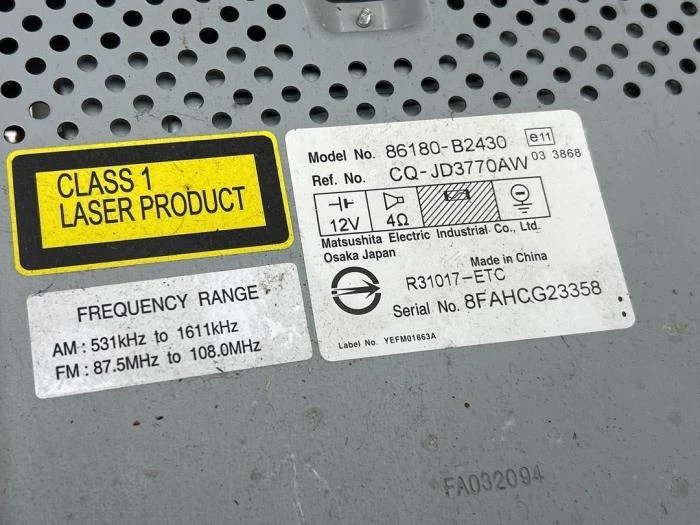 CLASS 1
LASER PRODUCT
FREQUENCY RANGE
AM : 531kHz to 1611kHz
FM : 87.5MHz to 108.0MHz
Model No. 86180-B2430 e11
Ref. No. CQ-JD3770AW 03 3868
12V 4Ω
Matsushita Electric Industrial Co., Ltd.
Osaka Japan
Made in China
R31017-ETC
Serial No. 8FAHCG23358
Label No. YEFM01663A
FA032094